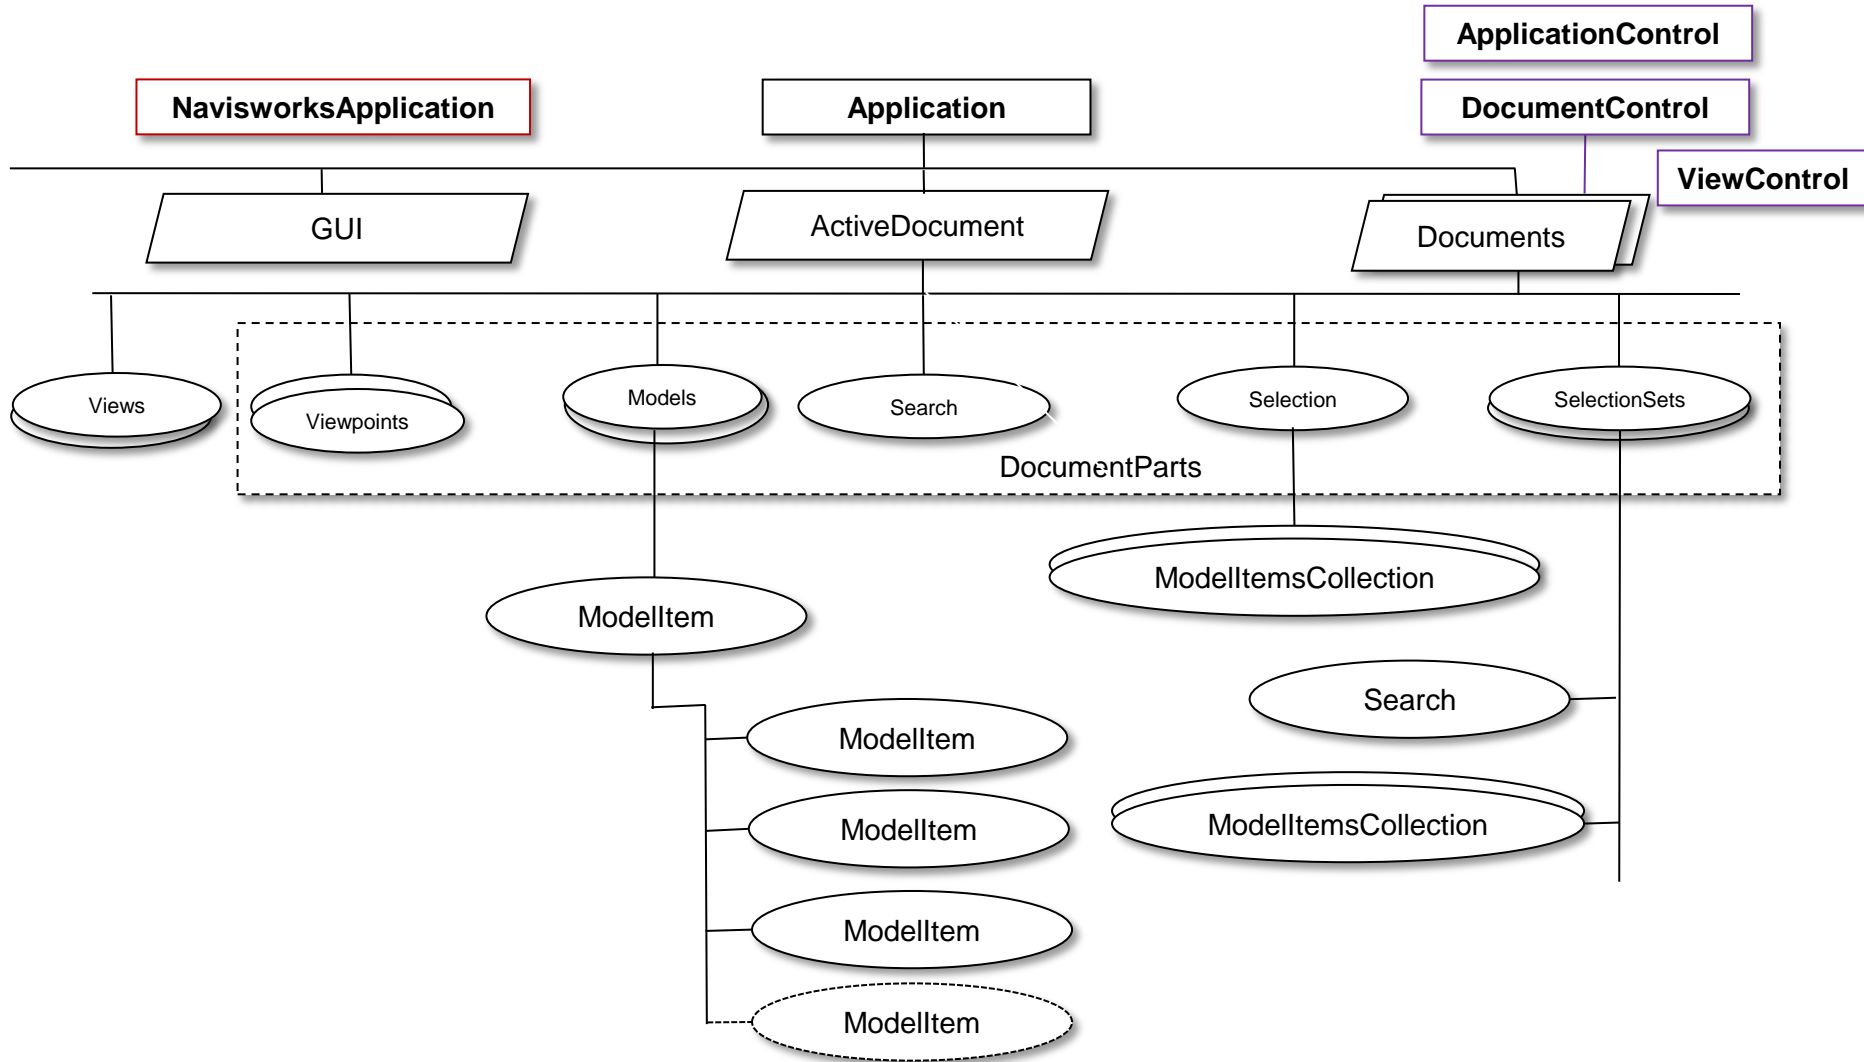 ApplicationControl
NavisworksApplication
Application
DocumentControl
ViewControl
GUI
ActiveDocument
Documents
Views
Viewpoints
Models
Search
Selection
SelectionSets
DocumentParts
ModelItemsCollection
ModelItem
Search
ModelItem
ModelItemsCollection
ModelItem
ModelItem
ModelItem